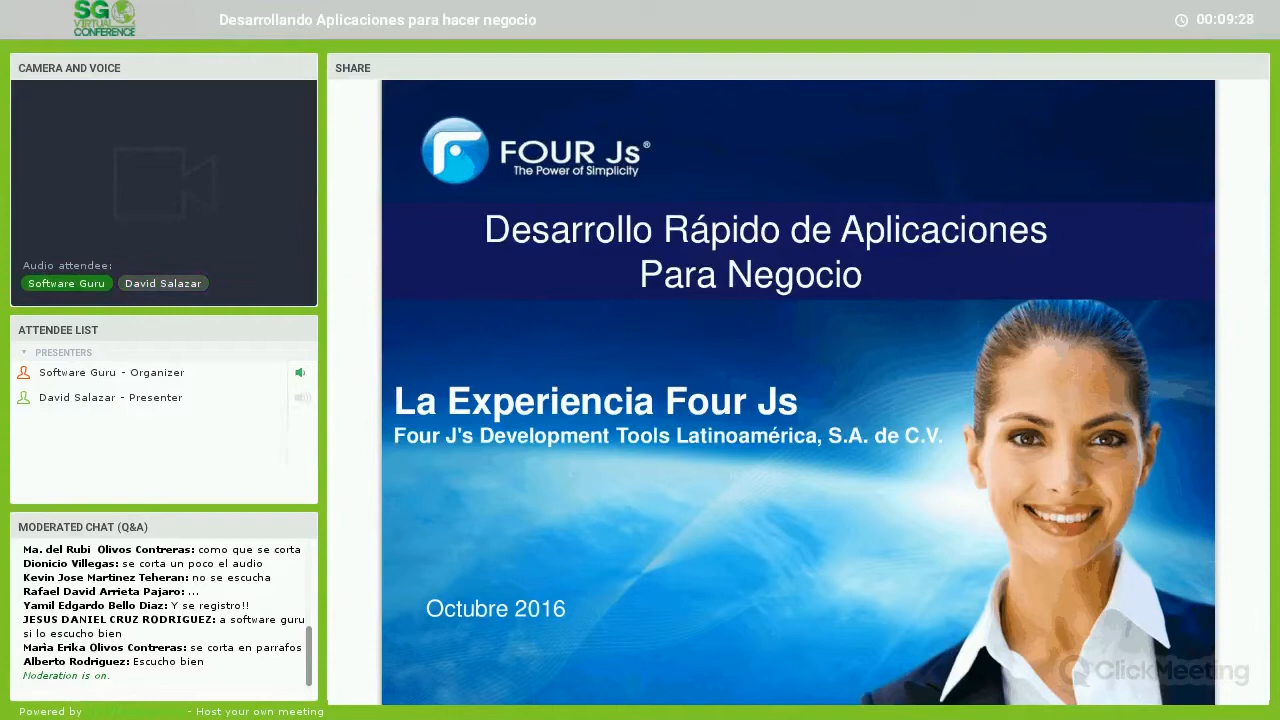 SG
VIRTUAL
CONFERENCE
Desarrollando Aplicaciones para hacer negocio
00:09:28
CAMERA AND VOICE
Audio attendee:
Software Guru
David Salazar
ATTENDEE LIST
PRESENTERS
Software Guru - Organizer
David Salazar - Presenter
MODERATED CHAT (Q&A)
Ma. del Rubi Olivos Contreras: como que se corta
Dionicio Villegas: se corta un poco el audio
Kevin Jose Martinez Teheran: no se escucha
Rafael David Arrieta Pajaro: ...
Yamil Edgardo Bello Diaz: Y se registro!!
JESUS DANIEL CRUZ RODRIGUEZ: a software guru
si lo escucho bien
Maria Erika Olivos Contreras: se corta en parrafos
Alberto Rodriguez: Escucho bien
Moderation is on.
Powered by - Host your own meeting
SHARE
FOUR Js®
The Power of Simplicity
Desarrollo Rápido de Aplicaciones
Para Negocio
La Experiencia Four Js
Four J's Development Tools Latinoamérica, S.A. de C.V.
Octubre 2016
ClickMeeting